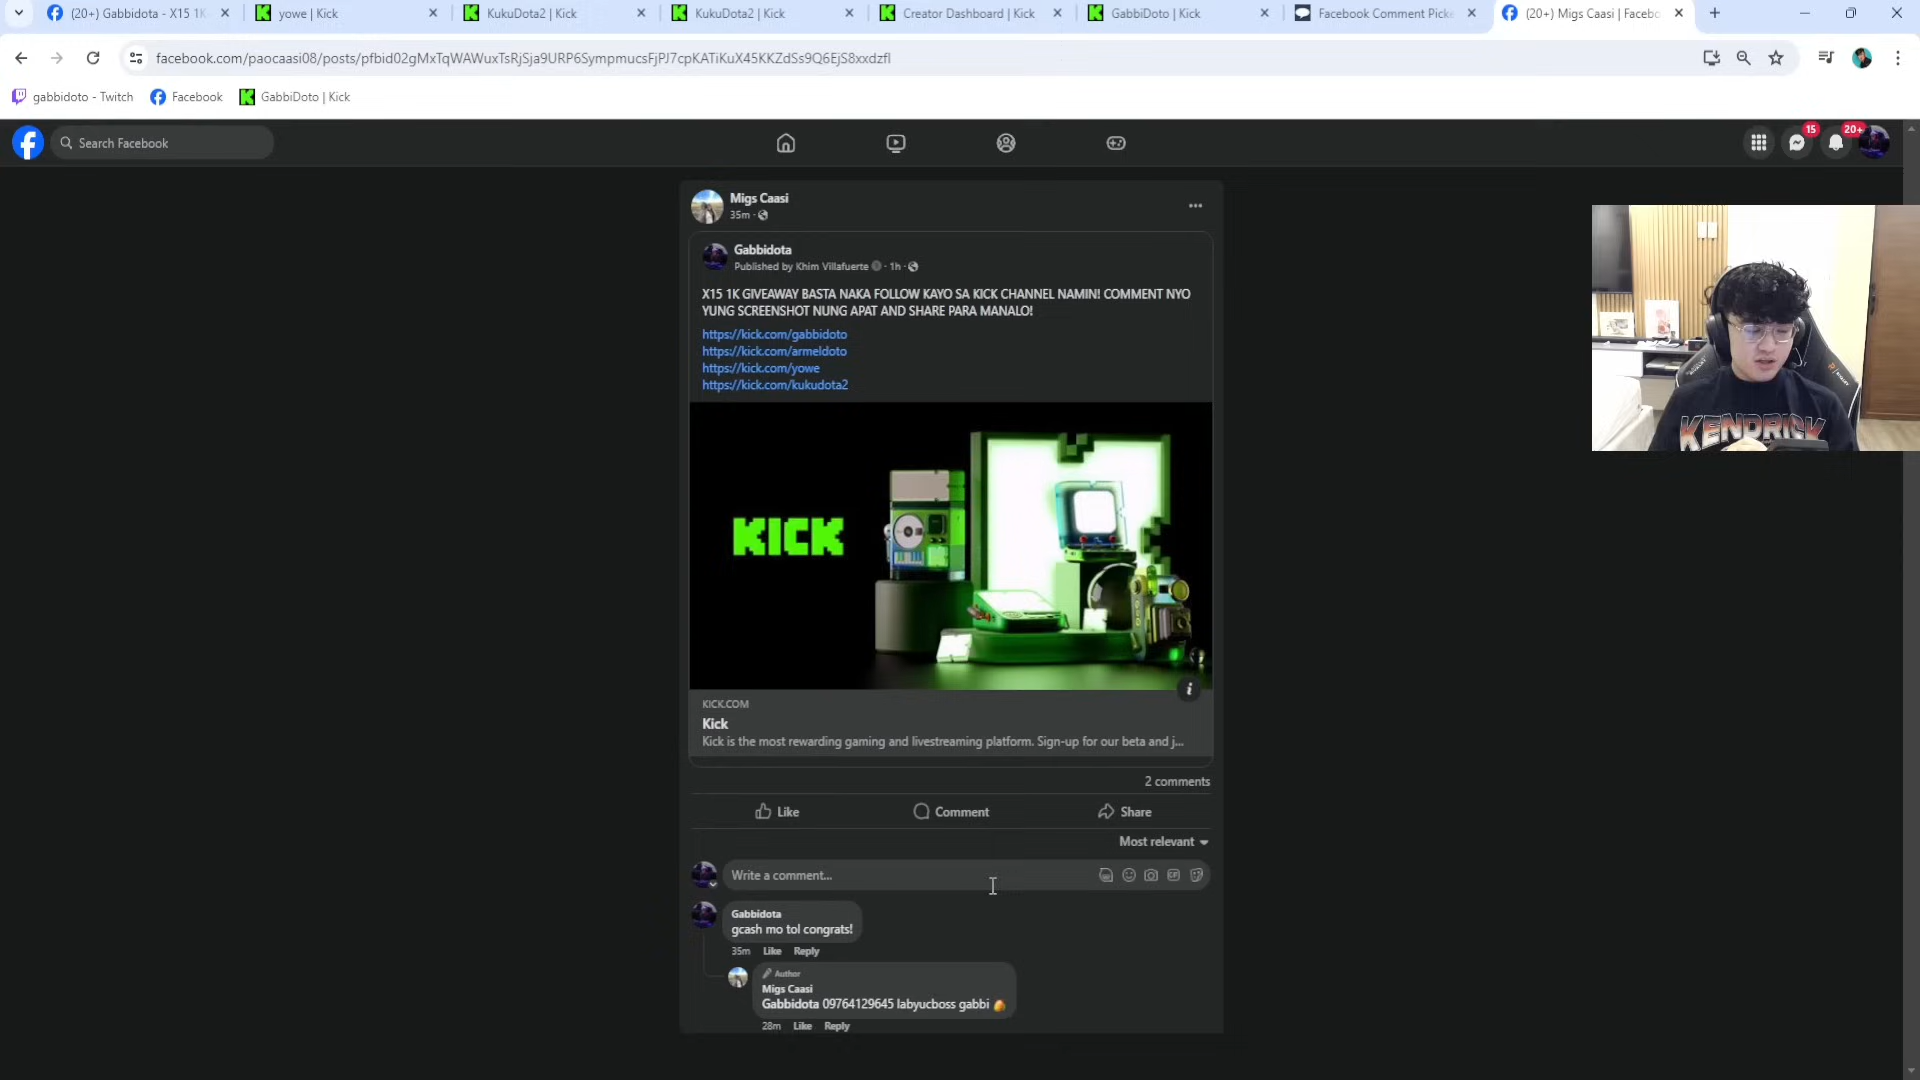 (20+) Gabbidota - X15 1K
yowe | Kick
KukuDota2 | Kick
KukuDota2 | Kick
Creator Dashboard | Kick
GabbiDoto | Kick
Facebook Comment Picke
(20+) Migs Caasi | Facebo
facebook.com/paocaasi08/posts/pfbid02gMxTqWAWuxTsRjSja9URP6SympmucsFjPJ7cpKATiKuX45KKZdSs9Q6EjS8xxdzfl
gabbidoto - Twitch
Facebook
GabbiDoto | Kick
Search Facebook
15
20+
Migs Caasi
35m
Gabbidota
Published by Khim Villafuerte · 1h ·
X15 1K GIVEAWAY BASTA NAKA FOLLOW KAYO SA KICK CHANNEL NAMIN! COMMENT NYO
YUNG SCREENSHOT NUNG APAT AND SHARE PARA MANALO!
https://kick.com/gabbidoto
https://kick.com/armeldoto
https://kick.com/yowe
https://kick.com/kukudota2
KICK
KENDRICK
KICK.COM
Kick
Kick is the most rewarding gaming and livestreaming platform. Sign-up for our beta and j...
2 comments
Like
Comment
Share
Most relevant
Write a comment...
Gabbidota
gcash mo tol congrats!
35m Like Reply
Author
Migs Caasi
Gabbidota 09764129645 labyucboss gabbi
28m Like Reply